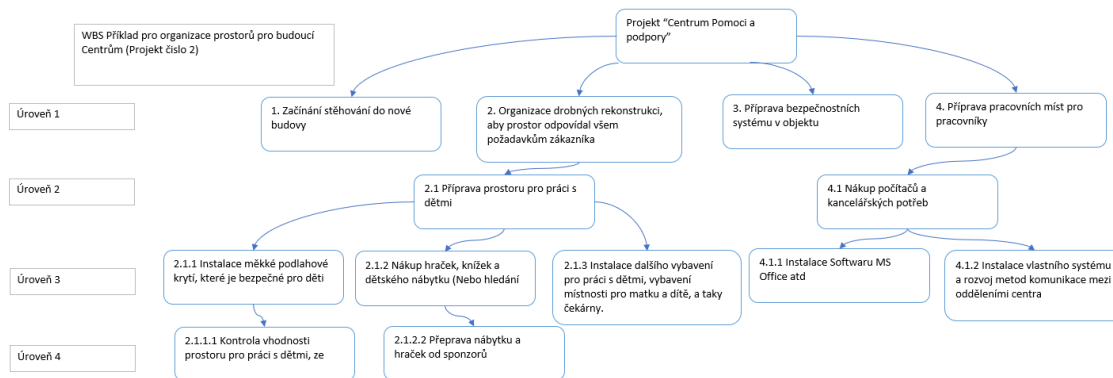 WBS Příklad pro organizace prostorů pro budoucí
Centrům (Projekt čislo 2)
Projekt “Centrum Pomoci a
podpory”
Úroveň 1
1. Začínání stěhování do nové
budovy
2. Organizace drobných rekonstrukci,
aby prostor odpovídal všem
požadavkům zákazníka
3. Příprava bezpečnostních
systému v objektu
4. Příprava pracovních míst pro
pracovníky
Úroveň 2
2.1 Příprava prostoru pro práci s
dětmi
4.1 Nákup počítačů a
kancelářských potřeb
Úroveň 3
2.1.1 Instalace měkké podlahové
krytí, které je bezpečné pro děti
2.1.2 Nákup hraček, knížek a
dětského nábytku (Nebo hledání
2.1.3 Instalace dalšího vybavení
pro práci s dětmi, vybavení
místnosti pro matku a dítě, a taky
čekárny.
4.1.1 Instalace Softwaru MS
Office atd
4.1.2 Instalace vlastního systému
a rozvoj metod komunikace mezi
odděleními centra
Úroveň 4
2.1.1.1 Kontrola vhodnosti
prostoru pro práci s dětmi, ze
2.1.2.2 Přeprava nábytku a
hraček od sponzorů